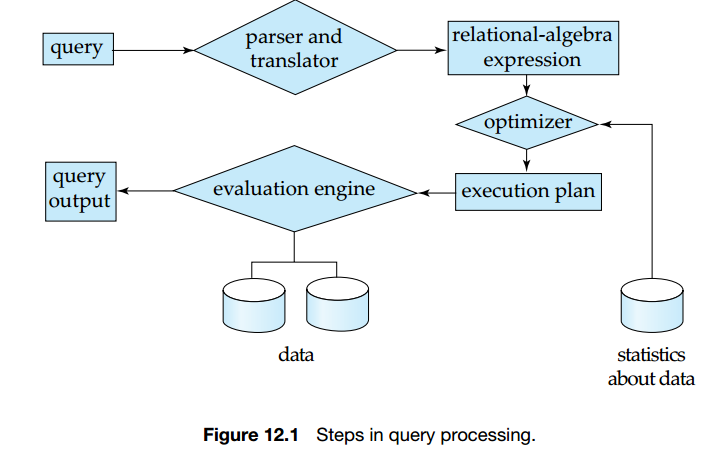 query
parser and
translator
relational-algebra
expression
optimizer
query
output
evaluation engine
execution plan
data
statistics
about data
Figure 12.1 Steps in query processing.